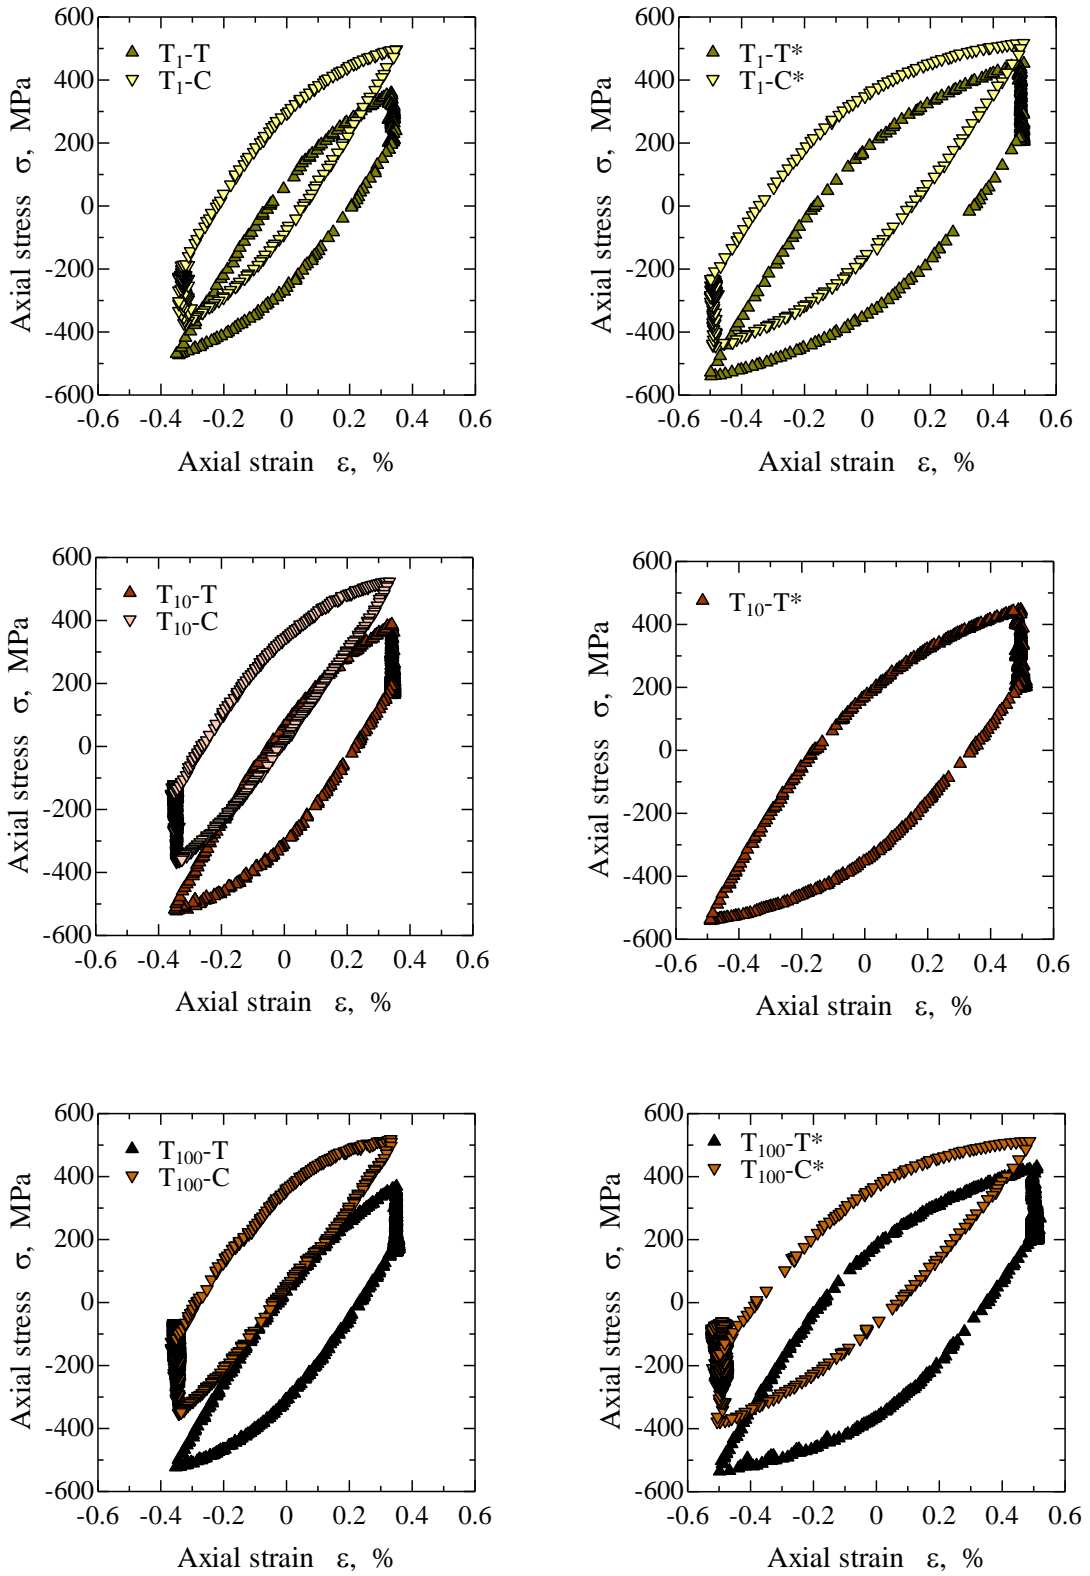 600
400
200
0
-200
-400
-600
-0.6 -0.4 -0.2 0 0.2 0.4 0.6
Axial stress σ, MPa
Axial strain ε, %
T₁-T
T₁-C
600
400
200
0
-200
-400
-600
-0.6 -0.4 -0.2 0 0.2 0.4 0.6
Axial stress σ, MPa
Axial strain ε, %
T₁-T*
T₁-C*
600
400
200
0
-200
-400
-600
-0.6 -0.4 -0.2 0 0.2 0.4 0.6
Axial stress σ, MPa
Axial strain ε, %
T₁₀-T
T₁₀-C
600
400
200
0
-200
-400
-600
-0.6 -0.4 -0.2 0 0.2 0.4 0.6
Axial stress σ, MPa
Axial strain ε, %
T₁₀-T*
600
400
200
0
-200
-400
-600
-0.6 -0.4 -0.2 0 0.2 0.4 0.6
Axial stress σ, MPa
Axial strain ε, %
T₁₀₀-T
T₁₀₀-C
600
400
200
0
-200
-400
-600
-0.6 -0.4 -0.2 0 0.2 0.4 0.6
Axial stress σ, MPa
Axial strain ε, %
T₁₀₀-T*
T₁₀₀-C*